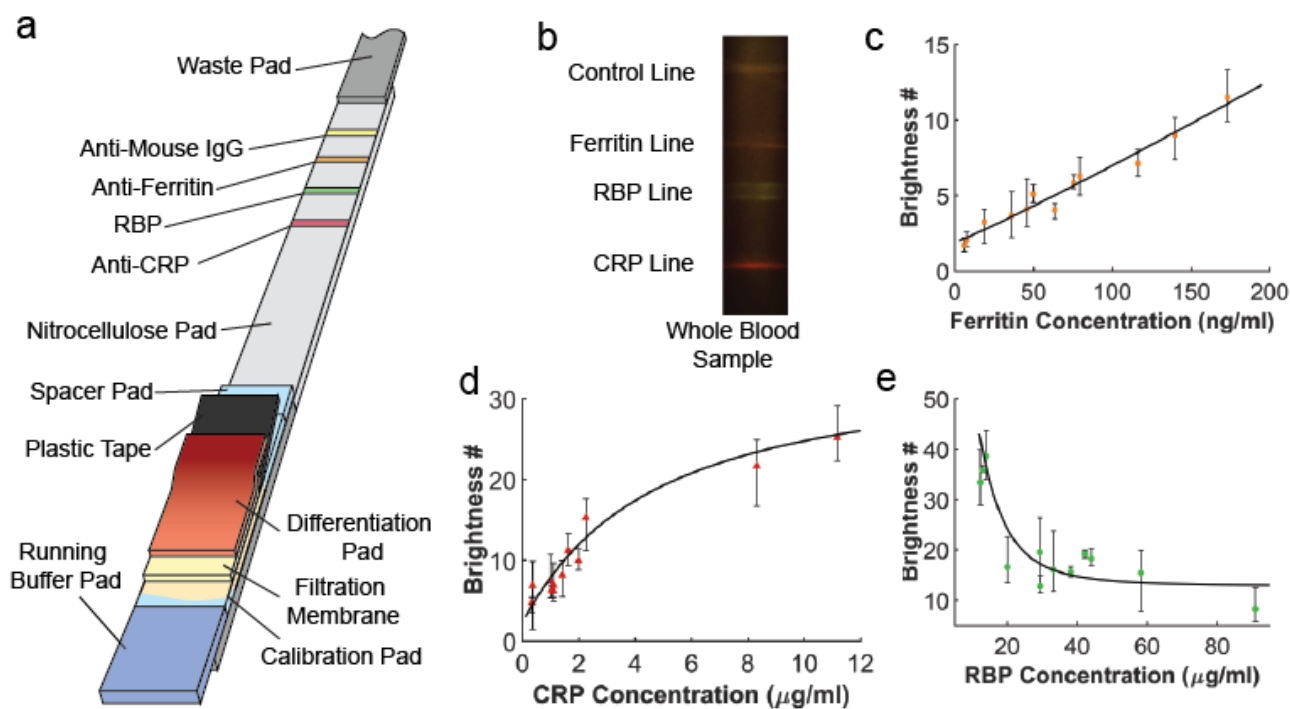 a
Waste Pad
Anti-Mouse IgG
Anti-Ferritin
RBP
Anti-CRP
Nitrocellulose Pad
Spacer Pad
Plastic Tape
Differentiation
Pad
Running
Buffer Pad
Filtration
Membrane
Calibration Pad
b
Control Line
Ferritin Line
RBP Line
CRP Line
Whole Blood
Sample
c
Brightness #
15
10
5
0
0
50
100
150
200
Ferritin Concentration (ng/ml)
d
Brightness #
30
20
10
0
0
2
4
6
8
10
12
CRP Concentration (μg/ml)
e
Brightness #
50
40
30
20
10
20
40
60
80
RBP Concentration (μg/ml)